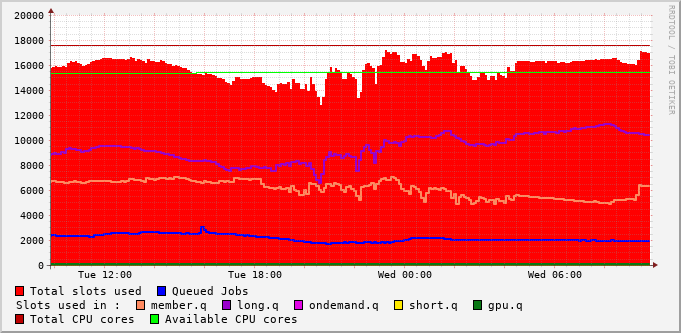 20000
18000
16000
14000
12000
10000
8000
6000
4000
2000
0
Tue 12:00 Tue 18:00 Wed 00:00 Wed 06:00
RRDTOOL / TOBI OETIKER
Total slots used Queued Jobs
Slots used in : member.q long.q ondemand.q short.q gpu.q
Total CPU cores Available CPU cores